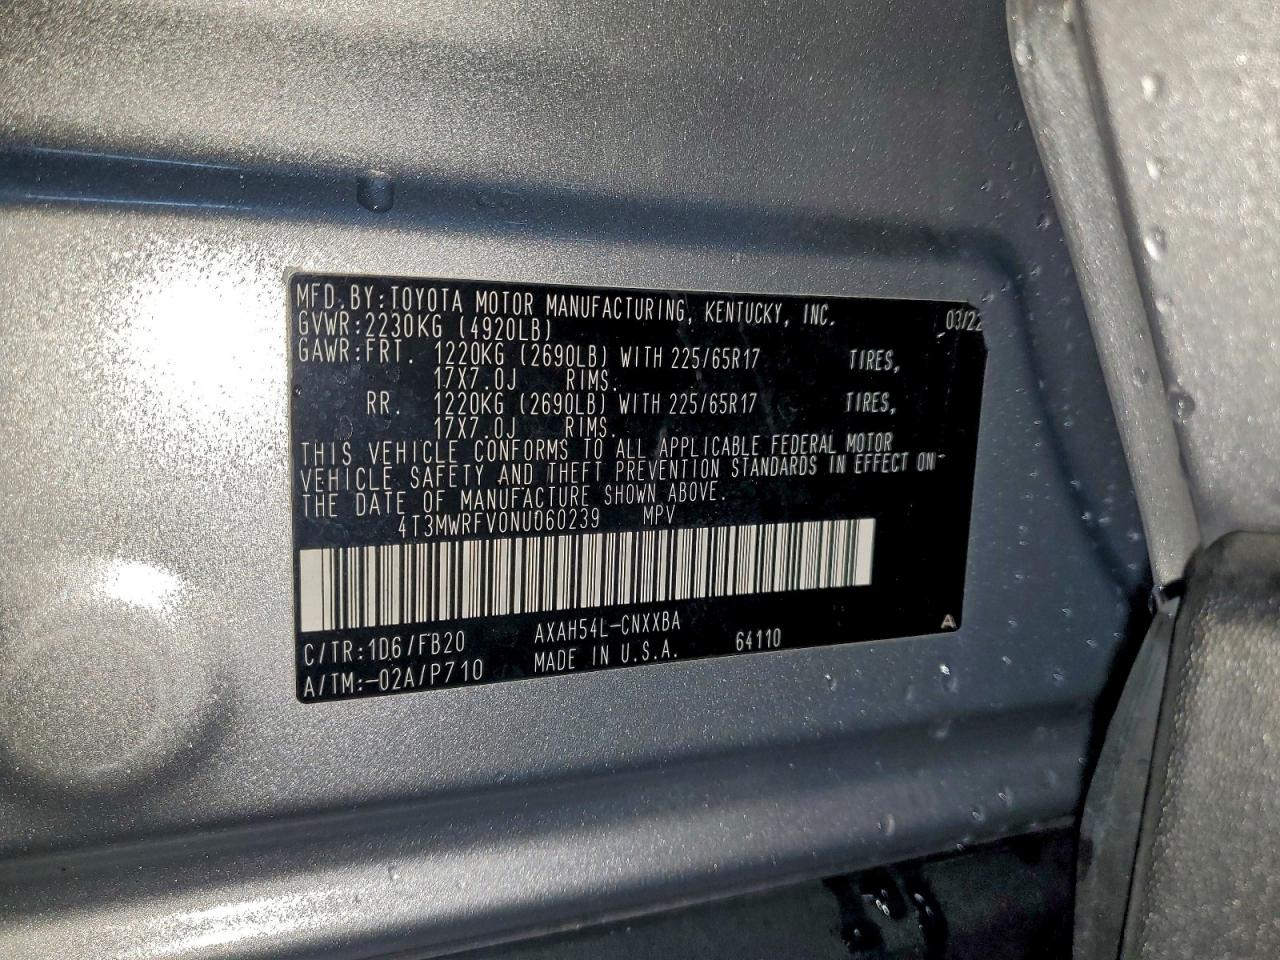 MFD.BY:TOYOTA MOTOR MANUFACTURING, KENTUCKY, INC. 03/22
GVWR:2230KG (4920LB)
GAWR:FRT. 1220KG (2690LB) WITH 225/65R17 TIRES,
17X7.0J RIMS.
RR. 1220KG (2690LB) WITH 225/65R17 TIRES,
17X7.0J RIMS.
THIS VEHICLE CONFORMS TO ALL APPLICABLE FEDERAL MOTOR
VEHICLE SAFETY AND THEFT PREVENTION STANDARDS IN EFFECT ON
THE DATE OF MANUFACTURE SHOWN ABOVE.
4T3MWRFV0NU060239 MPV
C/TR:1D6/FB20 AXAH54L-CNXXBA A
A/TM:-02A/P710 MADE IN U.S.A. 64110